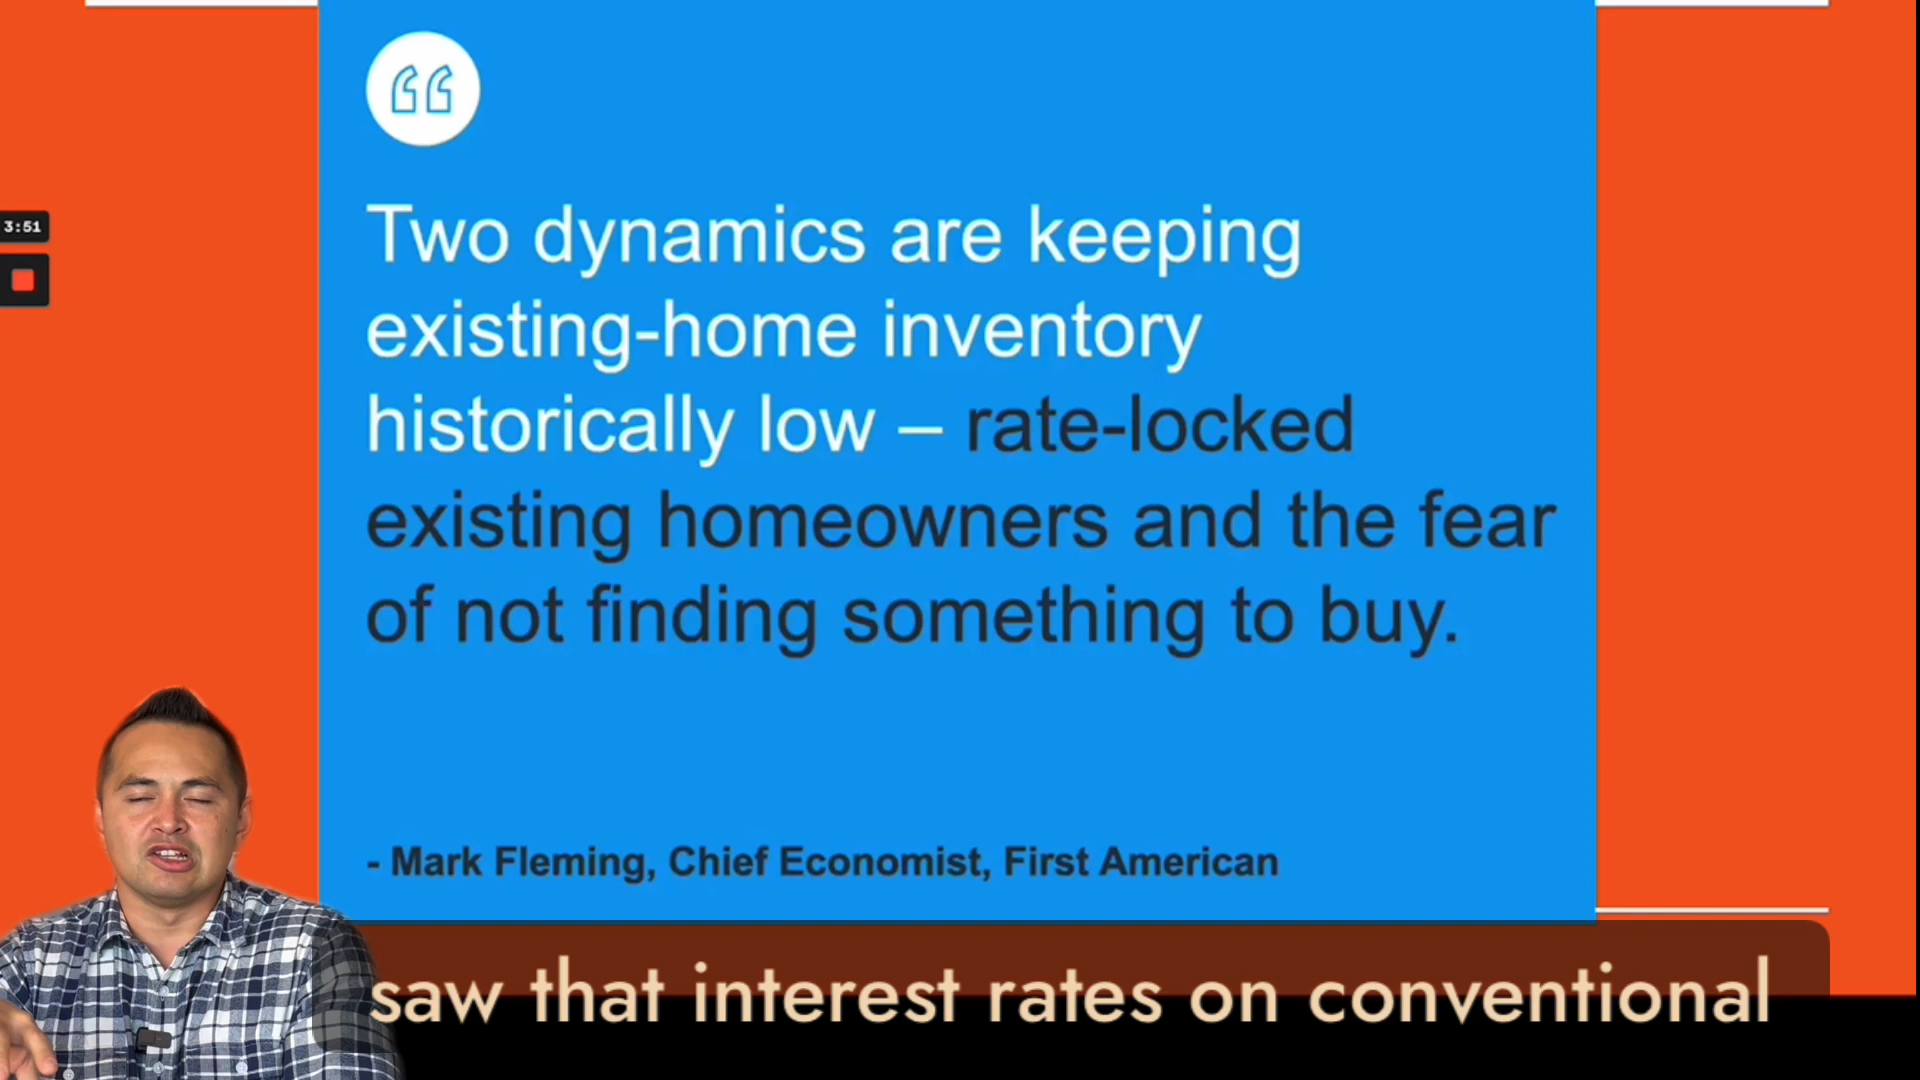 3:51
“
Two dynamics are keeping
existing-home inventory
historically low – rate-locked
existing homeowners and the fear
of not finding something to buy.
- Mark Fleming, Chief Economist, First American
saw that interest rates on conventional